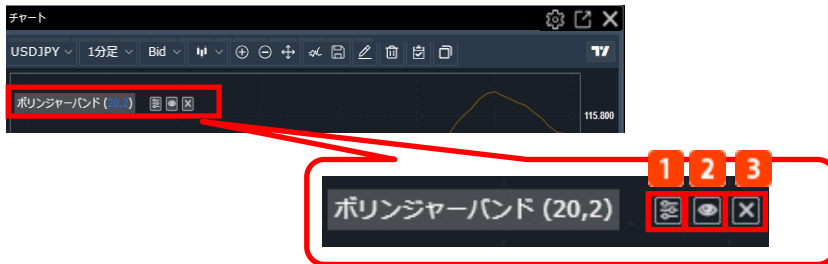 チャート
USDJPY 1分足 Bid
ボリンジャーバンド (20,2)
115.800
1 2 3
ボリンジャーバンド (20,2)